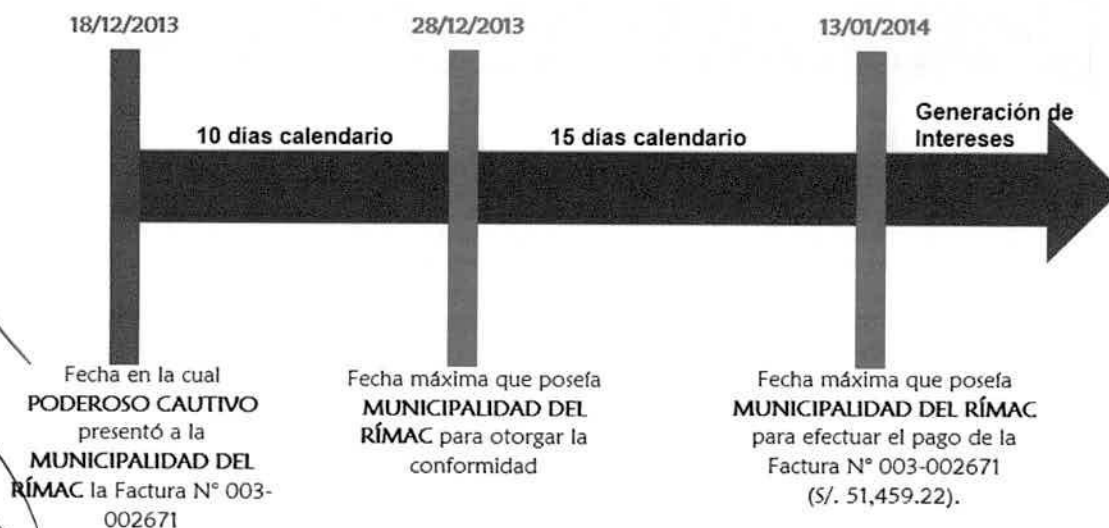 18/12/2013
28/12/2013
13/01/2014
10 días calendario
15 días calendario
Generación de
Intereses
Fecha en la cual
PODEROSO CAUTIVO
presentó a la
MUNICIPALIDAD DEL
RÍMAC la Factura N° 003-
002671
Fecha máxima que poseía
MUNICIPALIDAD DEL
RÍMAC para otorgar la
conformidad
Fecha máxima que poseía
MUNICIPALIDAD DEL RÍMAC
para efectuar el pago de la
Factura N° 003-002671
(S/. 51,459.22).